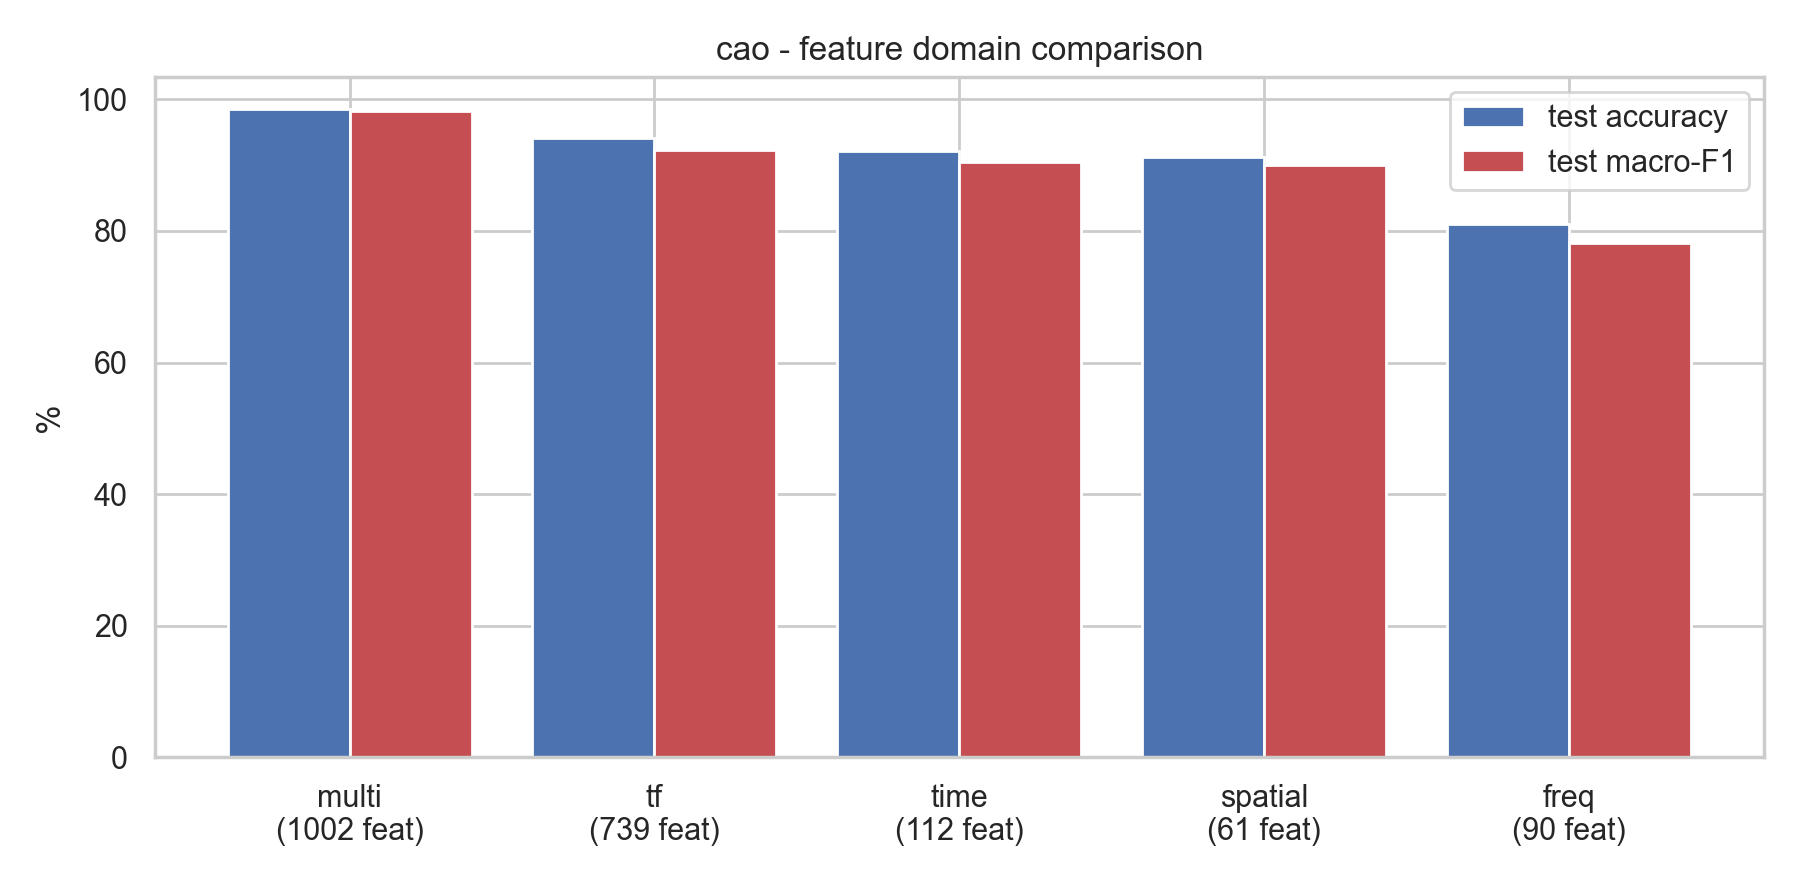 cao - feature domain comparison
100
80
60
40
20
0
%
test accuracy
test macro-F1
multi
(1002 feat)
tf
(739 feat)
time
(112 feat)
spatial
(61 feat)
freq
(90 feat)